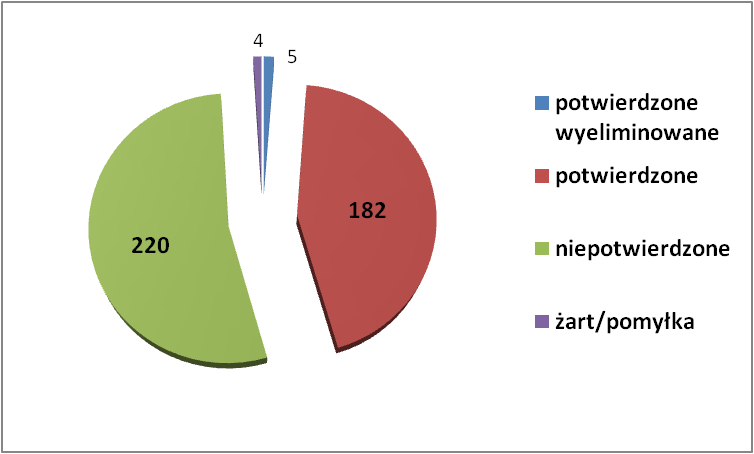 4
5
182
220
potwierdzone
wyeliminowane
potwierdzone
niepotwierdzone
żart/pomyłka